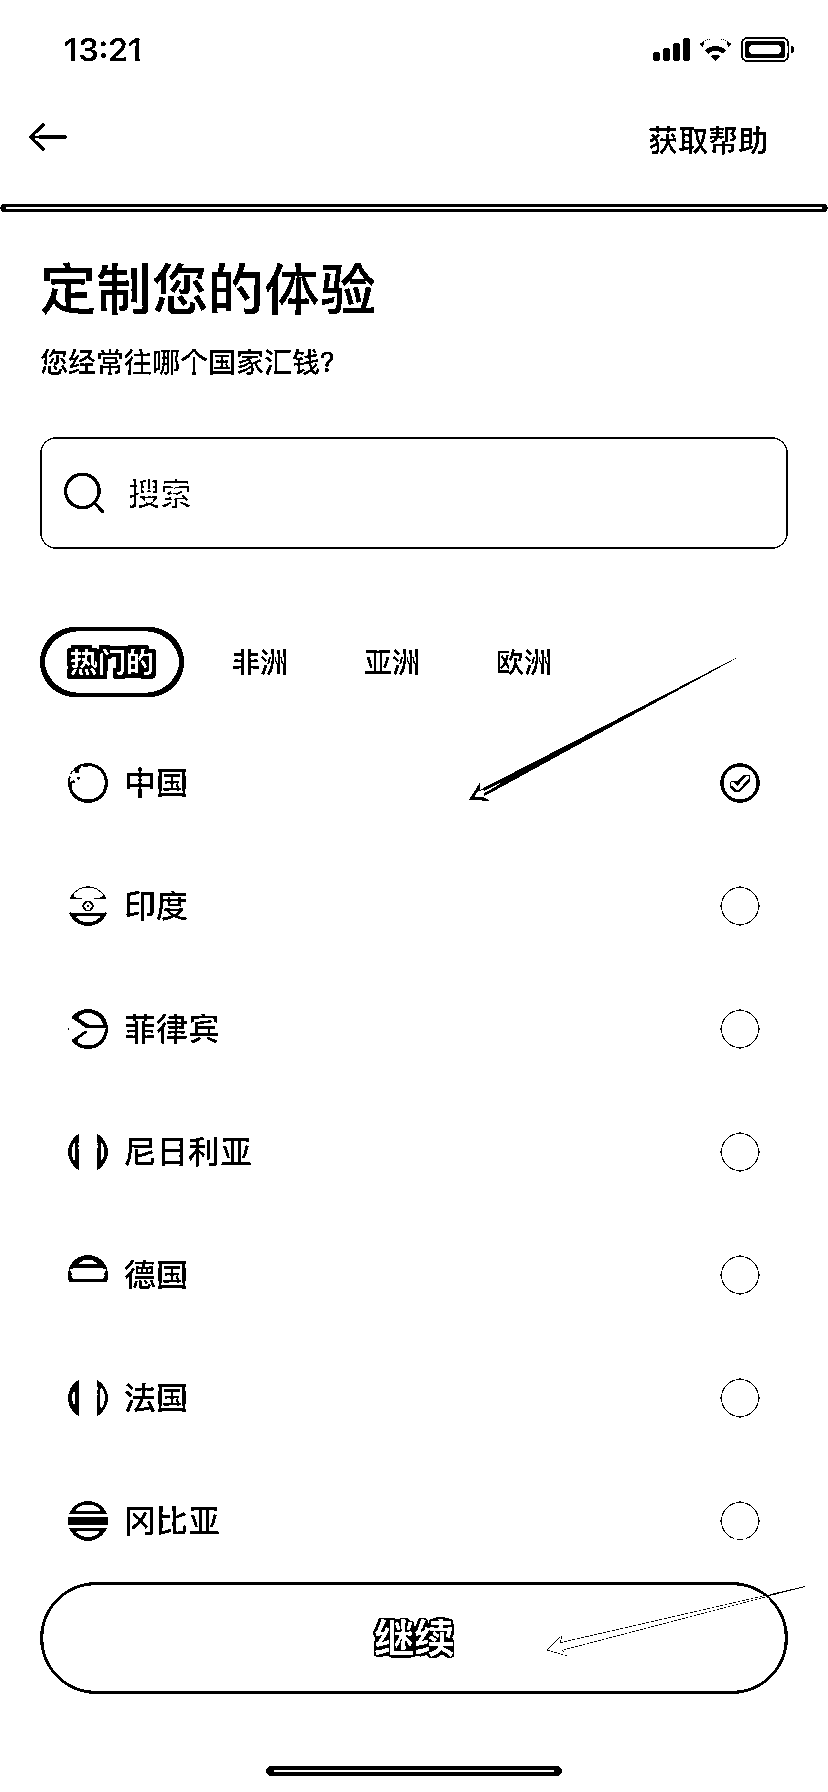 13:21
获取帮助
定制您的体验
您经常往哪个国家汇钱?
搜索
热门的 非洲 亚洲 欧洲
中国
印度
菲律宾
尼日利亚
德国
法国
冈比亚
继续